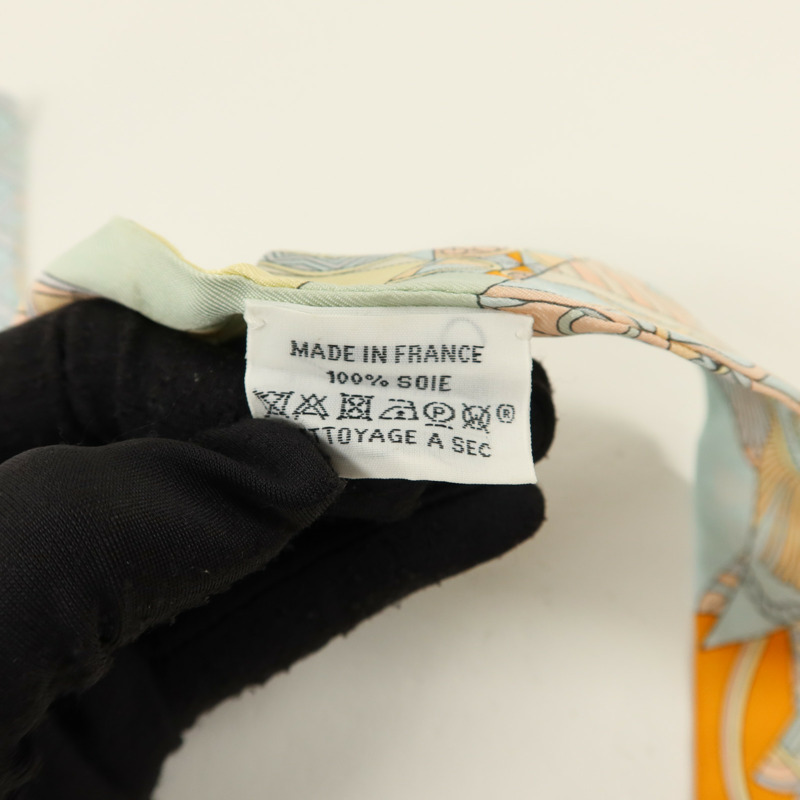 MADE IN FRANCE
100% SOIE
P ®
TTOYAGE A SEC